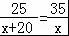 25/(x+20) = 35/x